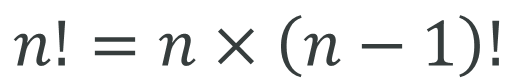 n! = n × (n − 1)!